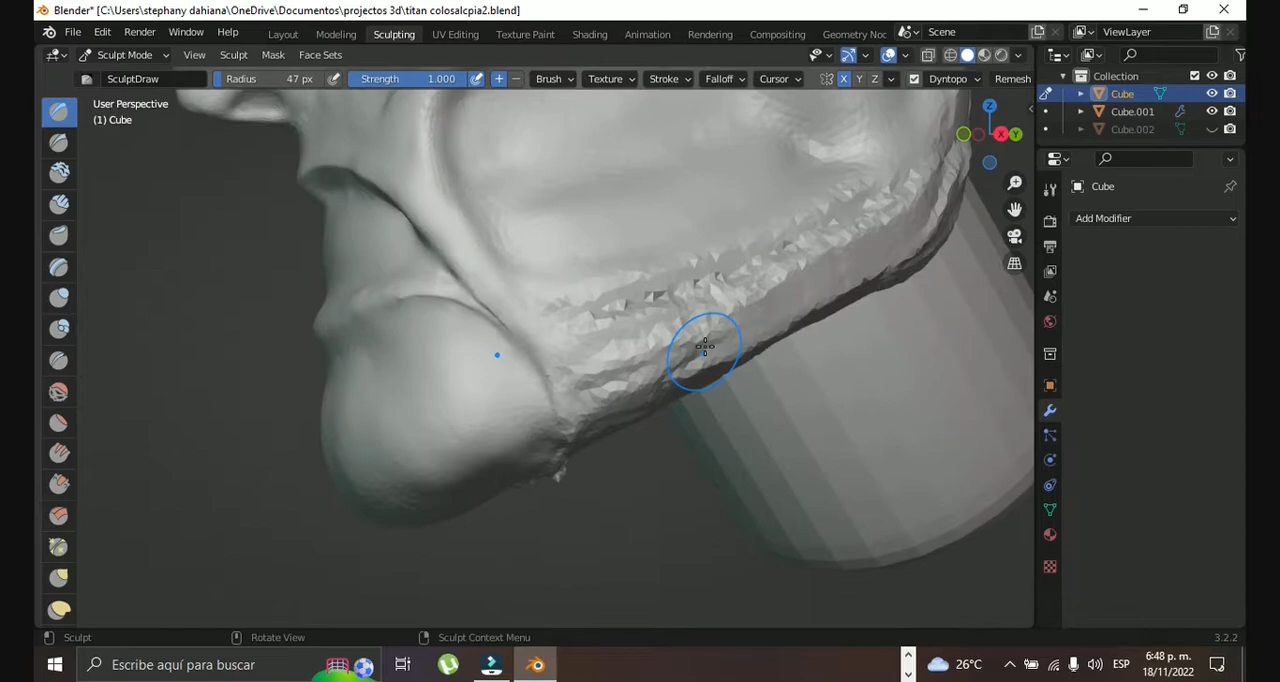 Blender* [C:\Users\stephany dahiana\OneDrive\Documentos\projectos 3d\titan colosalcpia2.blend]
File Edit Render Window Help Layout Modeling Sculpting UV Editing Texture Paint Shading Animation Rendering Compositing Geometry Noc Scene ViewLayer
Sculpt Mode View Sculpt Mask Face Sets
SculptDraw Radius 47 px Strength 1.000 Brush Texture Stroke Falloff Cursor X Y Z Dyntopo Remesh
User Perspective
(1) Cube
Z
X
Y
Collection
Cube
Cube.001
Cube.002
Cube
Add Modifier
Sculpt Rotate View Sculpt Context Menu 3.2.2
Escribe aquí para buscar
26°C
ESP
6:48 p. m.
18/11/2022